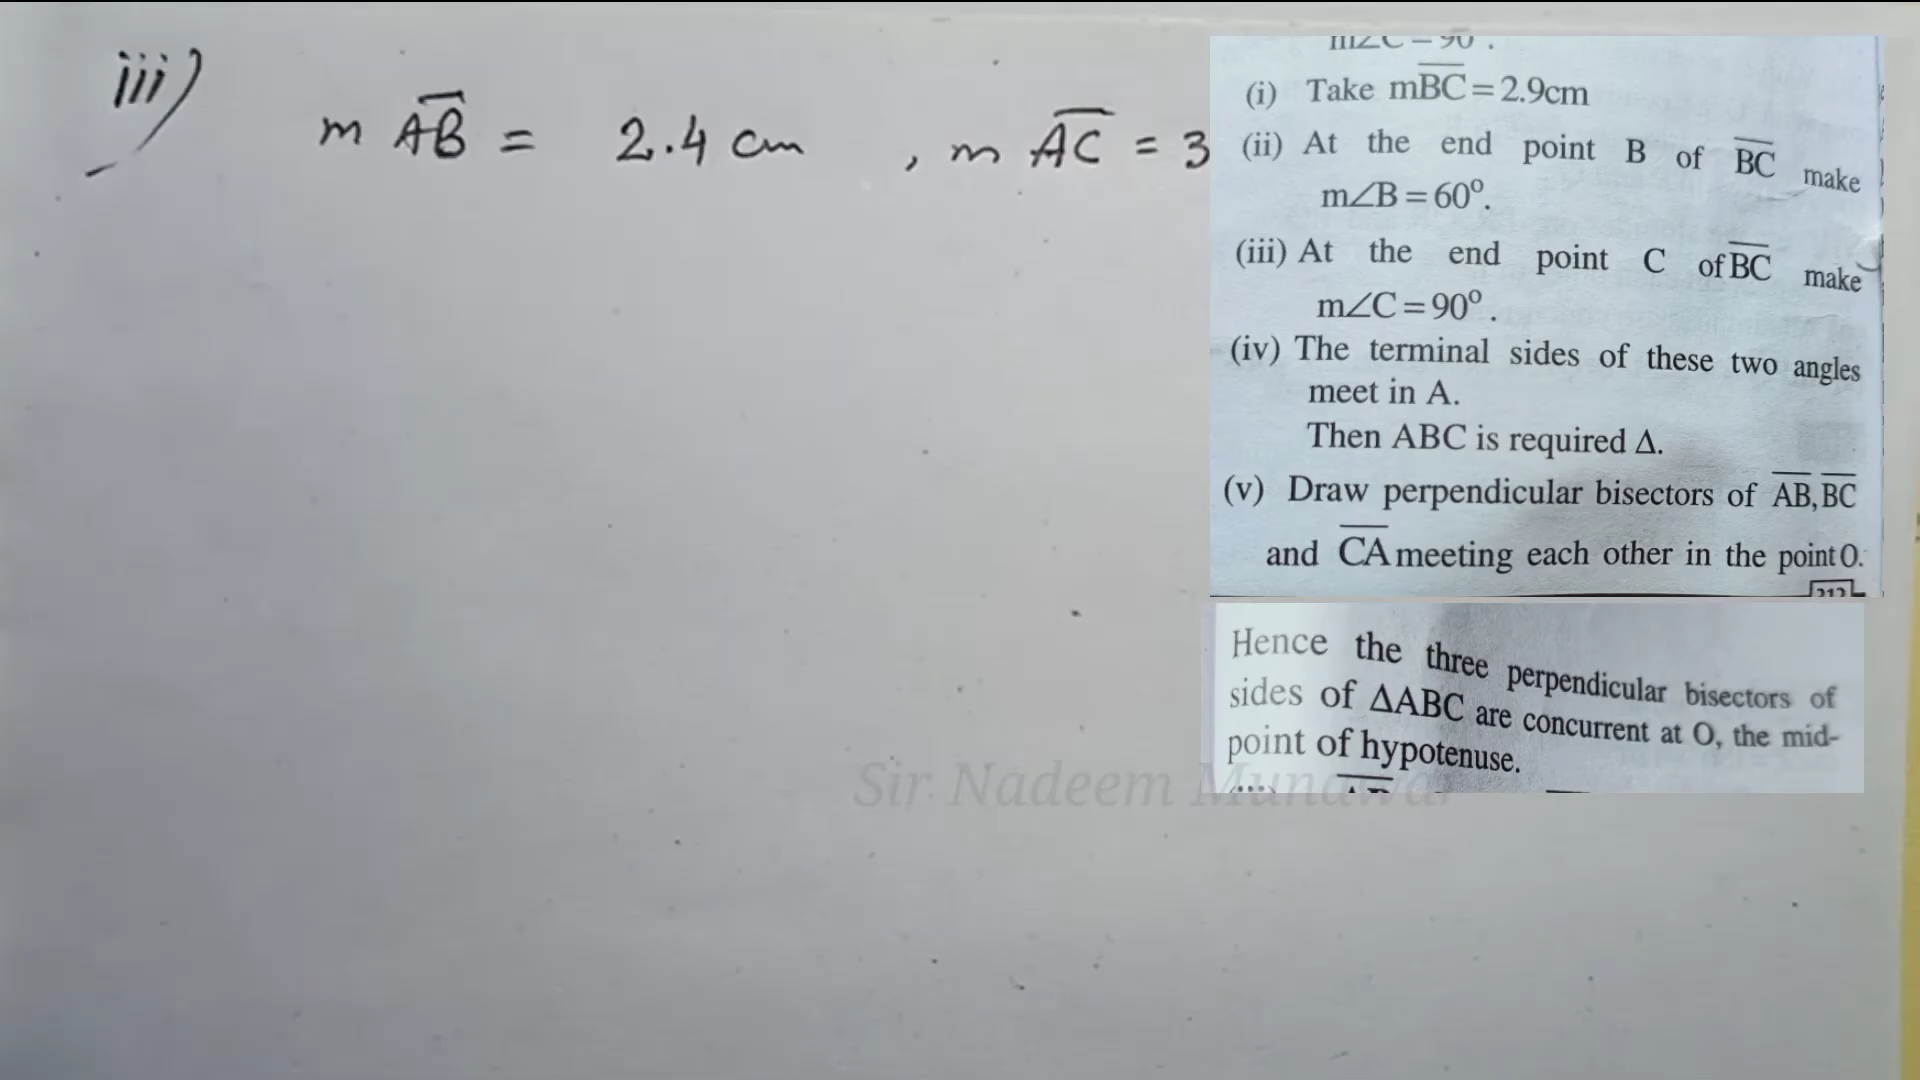 iii)
m AB = 2.4 cm , m AC = 3
m∠C = 90°.
(i) Take mBC = 2.9cm
(ii) At the end point B of BC make
m∠B = 60°.
(iii) At the end point C of BC make
m∠C = 90°.
(iv) The terminal sides of these two angles
meet in A.
Then ABC is required Δ.
(v) Draw perpendicular bisectors of AB, BC
and CA meeting each other in the point O.
212
Hence the three perpendicular bisectors of
sides of ΔABC are concurrent at O, the mid-
point of hypotenuse.
Sir Nadeem Munawar